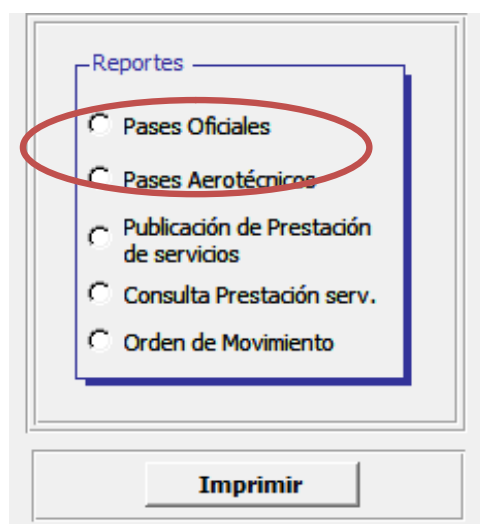 Reportes
Pases Oficiales
Pases Aerotécnicos
Publicación de Prestación
de servicios
Consulta Prestación serv.
Orden de Movimiento
Imprimir